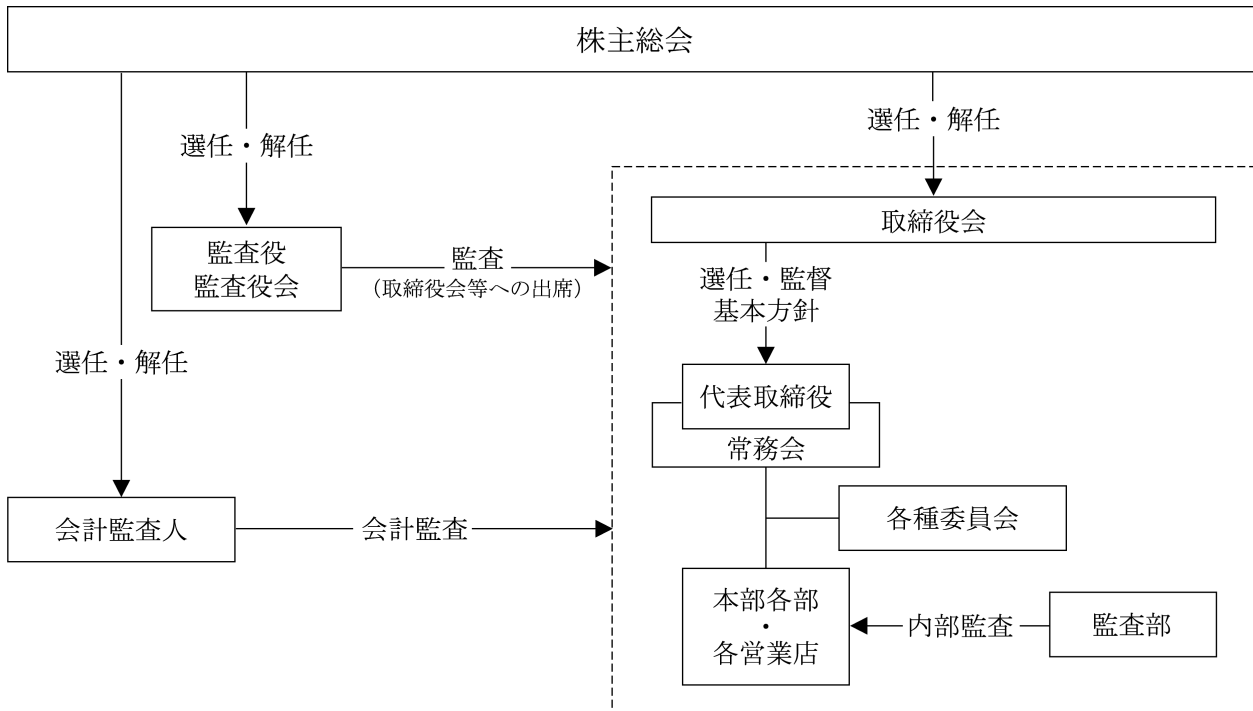 株主総会
選任・解任
選任・解任
取締役会
監査役
監査役会
監査
（取締役会等への出席）
選任・監督
基本方針
選任・解任
代表取締役
常務会
会計監査人
会計監査
各種委員会
本部各部
・
各営業店
内部監査
監査部